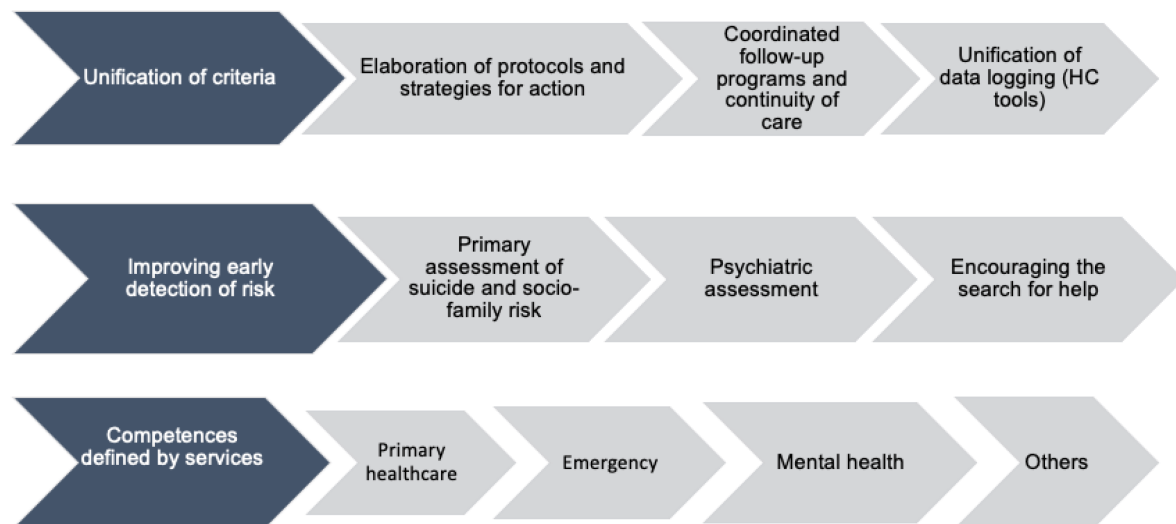 Unification of criteria
Elaboration of protocols and
strategies for action
Coordinated
follow-up
programs and
continuity of
care
Unification of
data logging (HC
tools)
Improving early
detection of risk
Primary
assessment of
suicide and socio-
family risk
Psychiatric
assessment
Encouraging the
search for help
Competences
defined by services
Primary
healthcare
Emergency
Mental health
Others